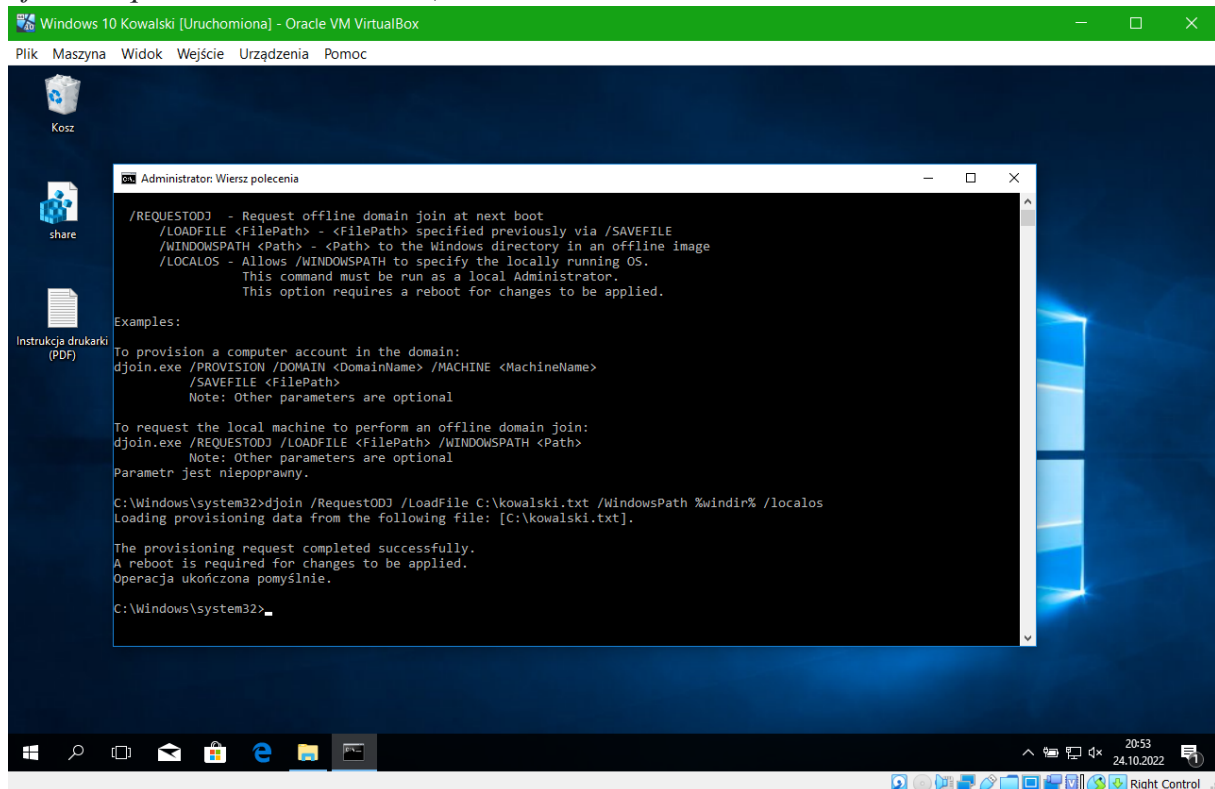 Windows 10 Kowalski [Uruchomiona] - Oracle VM VirtualBox
Plik Maszyna Widok Wejście Urządzenia Pomoc
Kosz
share
Instrukcja drukarki
(PDF)
Administrator: Wiersz polecenia
/REQUESTODJ - Request offline domain join at next boot
/LOADFILE <FilePath> - <FilePath> specified previously via /SAVEFILE
/WINDOWSPATH <Path> - <Path> to the Windows directory in an offline image
/LOCALOS - Allows /WINDOWSPATH to specify the locally running OS.
This command must be run as a local Administrator.
This option requires a reboot for changes to be applied.
Examples:
To provision a computer account in the domain:
djoin.exe /PROVISION /DOMAIN <DomainName> /MACHINE <MachineName>
/SAVEFILE <FilePath>
Note: Other parameters are optional
To request the local machine to perform an offline domain join:
djoin.exe /REQUESTODJ /LOADFILE <FilePath> /WINDOWSPATH <Path>
Note: Other parameters are optional
Parametr jest niepoprawny.
C:\Windows\system32>djoin /RequestODJ /LoadFile C:\kowalski.txt /WindowsPath %windir% /localos
Loading provisioning data from the following file: [C:\kowalski.txt].
The provisioning request completed successfully.
A reboot is required for changes to be applied.
Operacja ukończona pomyślnie.
C:\Windows\system32>
20:53
24.10.2022
1
Right Control